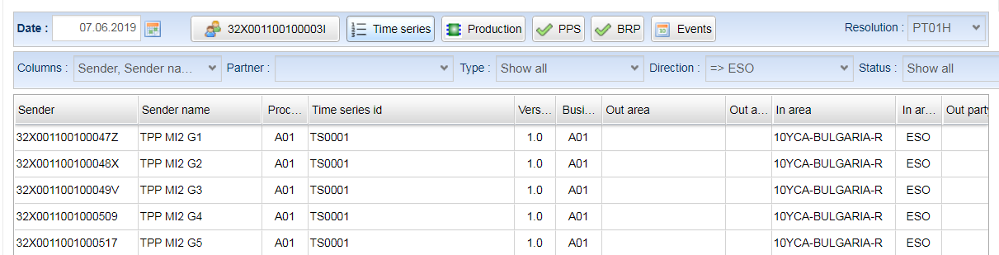 Date : 07.06.2019 32X001100100003I Time series Production PPS BRP Events Resolution : PT01H
Columns : Sender, Sender na... Partner : Type : Show all Direction : => ESO Status : Show all
Sender Sender name Proc... Time series id Vers... Busi... Out area Out a... In area In ar... Out party
32X001100100047Z TPP MI2 G1 A01 TS0001 1.0 A01 10YCA-BULGARIA-R ESO
32X001100100048X TPP MI2 G2 A01 TS0001 1.0 A01 10YCA-BULGARIA-R ESO
32X001100100049V TPP MI2 G3 A01 TS0001 1.0 A01 10YCA-BULGARIA-R ESO
32X0011001000509 TPP MI2 G4 A01 TS0001 1.0 A01 10YCA-BULGARIA-R ESO
32X0011001000517 TPP MI2 G5 A01 TS0001 1.0 A01 10YCA-BULGARIA-R ESO